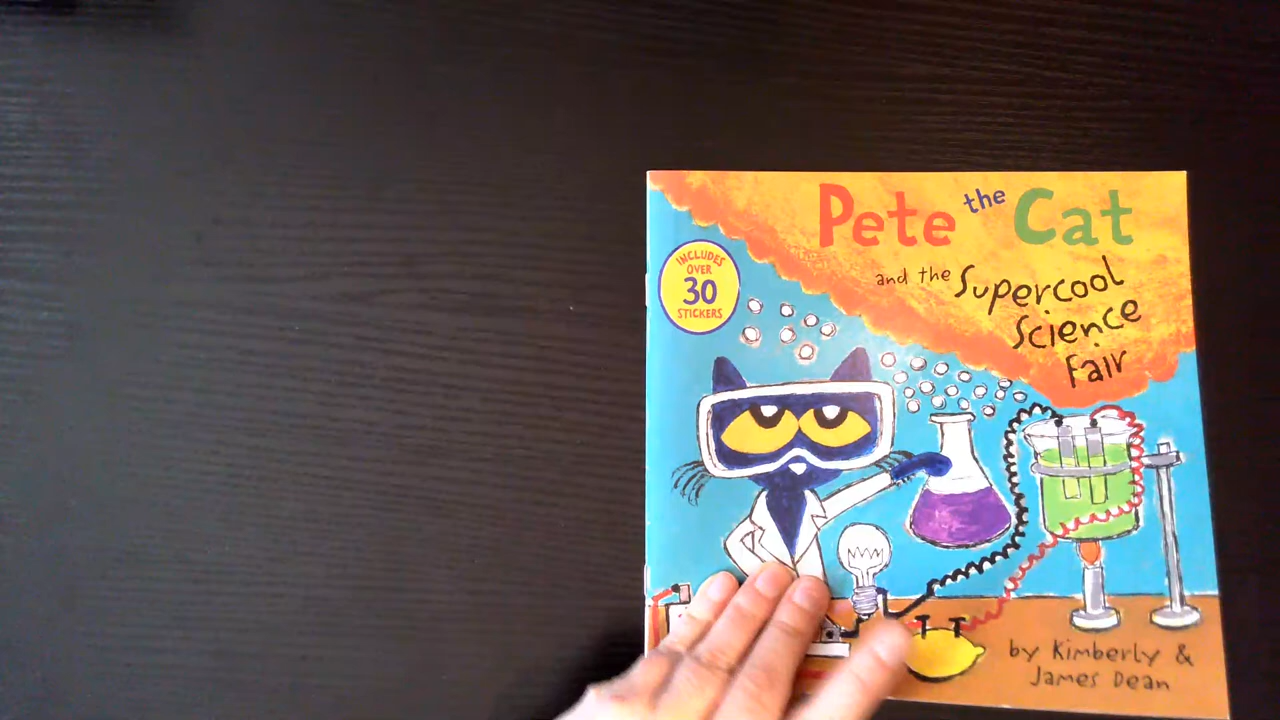 Pete the Cat
and the Supercool
Science
Fair
INCLUDES
OVER
30
STICKERS
by Kimberly &
James Dean